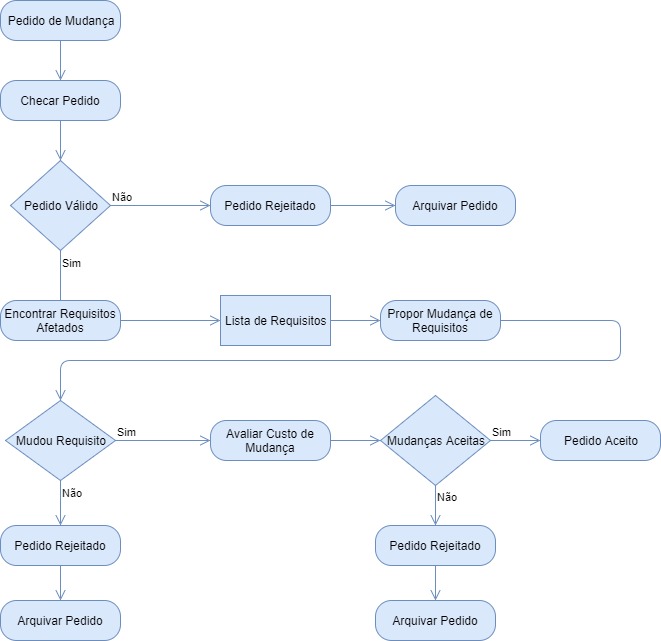 Pedido de Mudança
Checar Pedido
Pedido Válido
Não
Pedido Rejeitado
Arquivar Pedido
Sim
Encontrar Requisitos
Afetados
Lista de Requisitos
Propor Mudança de
Requisitos
Mudou Requisito
Sim
Avaliar Custo de
Mudança
Mudanças Aceitas
Sim
Pedido Aceito
Não
Não
Pedido Rejeitado
Pedido Rejeitado
Arquivar Pedido
Arquivar Pedido